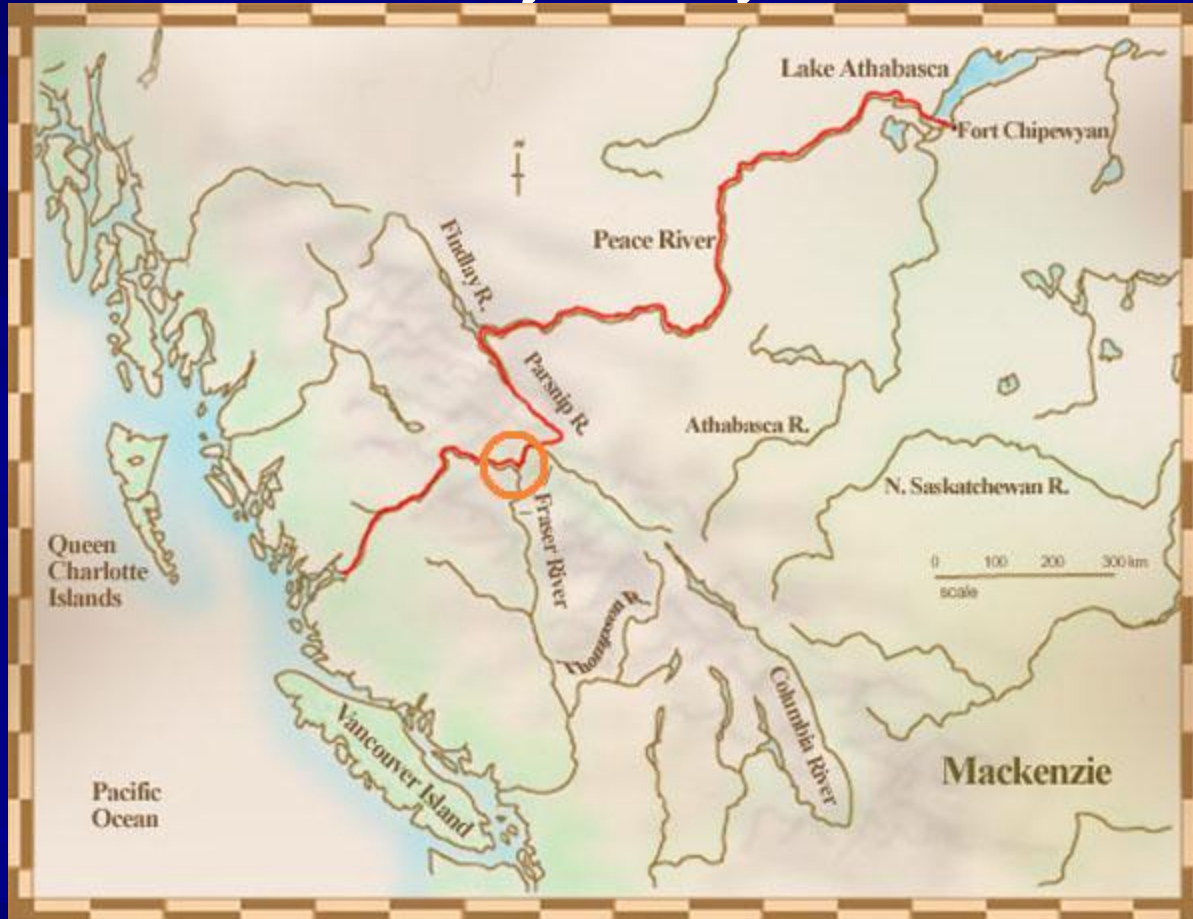 Lake Athabasca
Fort Chipewyan
Peace River
Findlay R.
Parsnip R.
Athabasca R.
N. Saskatchewan R.
Fraser River
Queen
Charlotte
Islands
0 100 200 300 km
scale
Thompson R.
Columbia River
Vancouver Island
Mackenzie
Pacific
Ocean